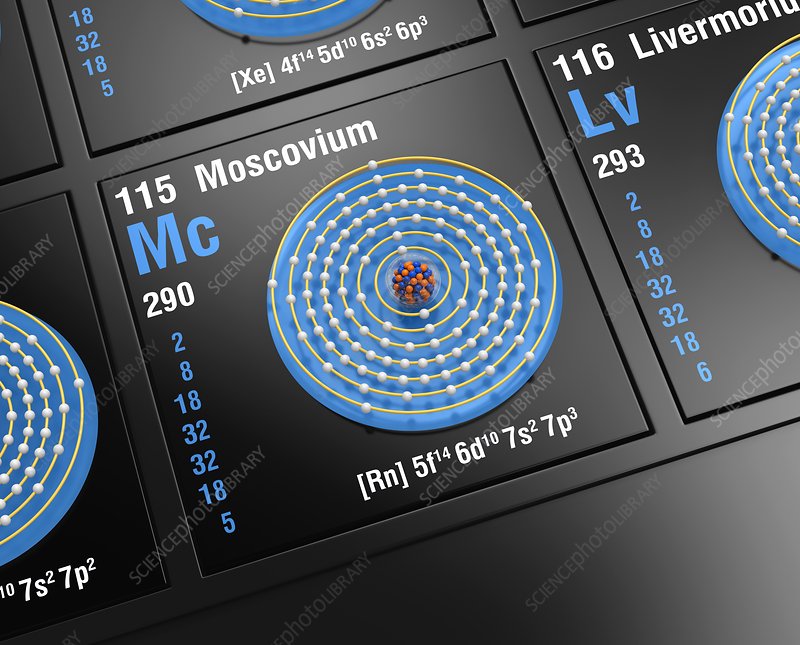 18
32
18
5
[Xe] 4f¹⁴ 5d¹⁰ 6s² 6p³
116 Livermoriu
Lv
293
2
8
18
32
32
18
6
115 Moscovium
Mc
290
2
8
18
32
32
18
5
[Rn] 5f¹⁴ 6d¹⁰ 7s² 7p³
¹⁰ 7s² 7p²
SCIENCEphotoLIBRARY